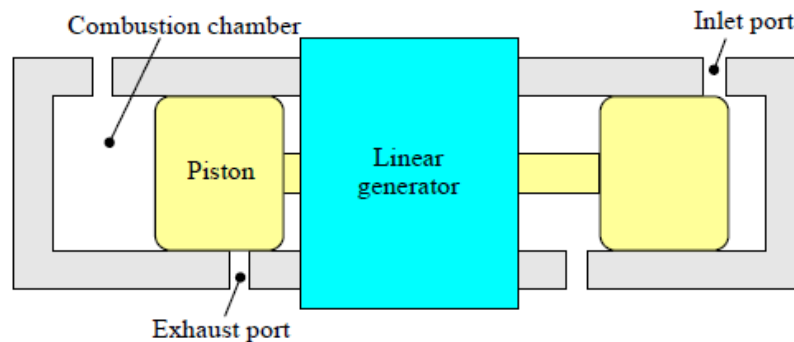 Combustion chamber
Inlet port
Piston
Linear
generator
Exhaust port